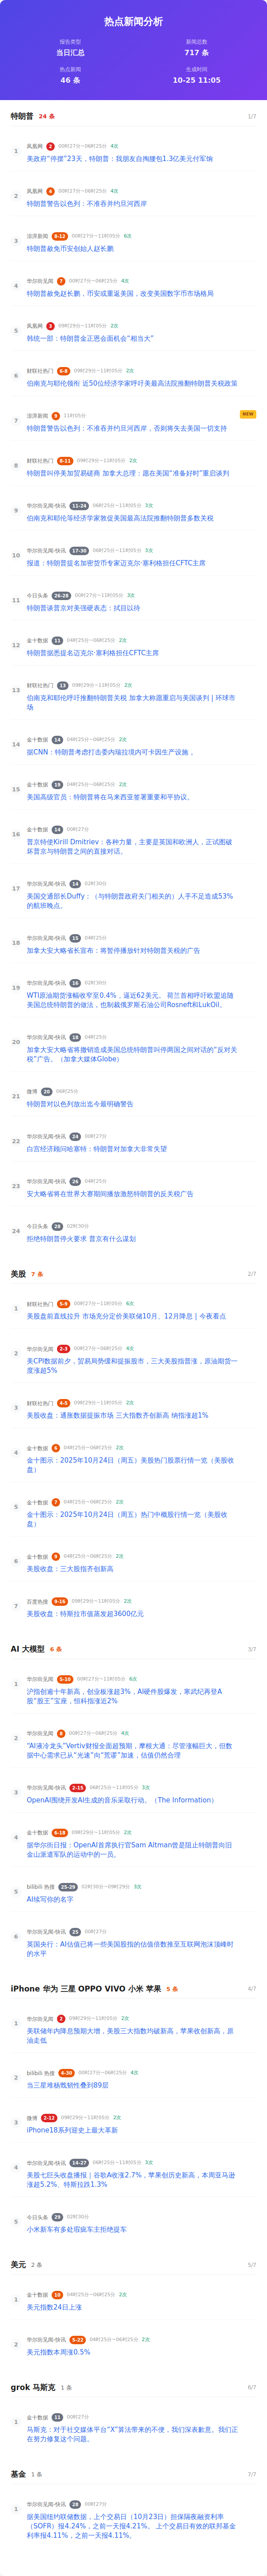 热点新闻分析
报告类型
当日汇总
新闻总数
717 条
热点新闻
46 条
生成时间
10-25 11:05
特朗普 24 条 1/7
1 凤凰网 3 00时27分~06时25分 4次
美政府“停摆”23天，特朗普：我朋友自掏腰包1.3亿美元付军饷
2 凤凰网 4 00时27分~06时25分 4次
特朗普警告以色列：不准吞并约旦河西岸
3 澎湃新闻 8-12 00时27分~11时05分 6次
特朗普赦免币安创始人赵长鹏
4 华尔街见闻 7 00时27分~06时25分 4次
特朗普赦免赵长鹏，币安或重返美国，改变美国数字币市场格局
5 凤凰网 3 09时29分~11时05分 2次
韩统一部：特朗普金正恩会面机会“相当大”
6 财联社热门 6-8 09时29分~11时05分 2次
伯南克与耶伦领衔 近50位经济学家呼吁美最高法院推翻特朗普关税政策
7 澎湃新闻 9 11时05分 NEW
特朗普警告以色列：不准吞并约旦河西岸，否则将失去美国一切支持
8 财联社热门 8-11 09时29分~11时05分 2次
特朗普叫停美加贸易磋商 加拿大总理：愿在美国“准备好时”重启谈判
9 华尔街见闻-快讯 11-24 06时25分~11时05分 3次
伯南克和耶伦等经济学家敦促美国最高法院推翻特朗普多数关税
10 华尔街见闻-快讯 17-30 06时25分~11时05分 3次
报道：特朗普提名加密货币专家迈克尔·塞利格担任CFTC主席
11 今日头条 26-28 00时27分~11时05分 3次
特朗普谈普京对美强硬表态：拭目以待
12 金十数据 11 04时25分~06时25分 2次
特朗普据悉提名迈克尔·塞利格担任CFTC主席
13 财联社热门 13 09时29分~11时05分 2次
伯南克和耶伦呼吁推翻特朗普关税 加拿大称愿重启与美国谈判 | 环球市
场
14 金十数据 14 04时25分~06时25分 2次
据CNN：特朗普考虑打击委内瑞拉境内可卡因生产设施 。
15 金十数据 19 04时25分~06时25分 2次
美国高级官员：特朗普将在马来西亚签署重要和平协议。
16 金十数据 14 00时27分
普京特使Kirill Dmitriev：各种力量，主要是英国和欧洲人，正试图破
坏普京与特朗普之间的直接对话。
17 华尔街见闻-快讯 14 02时30分
美国交通部长Duffy：（与特朗普政府关门相关的）人手不足造成53%
的航班晚点。
18 华尔街见闻-快讯 15 04时25分
加拿大安大略省长宣布：将暂停播放针对特朗普关税的广告
19 华尔街见闻-快讯 16 02时30分
WTI原油期货涨幅收窄至0.4%，逼近62美元。 荷兰首相呼吁欧盟追随
美国总统特朗普的做法，也制裁俄罗斯石油公司Rosneft和LukOil。
20 华尔街见闻-快讯 18 04时25分
加拿大安大略省将撤销造成美国总统特朗普叫停两国之间对话的“反对关
税”广告。（加拿大媒体Globe）
21 微博 20 06时25分
特朗普对以色列放出迄今最明确警告
22 华尔街见闻-快讯 24 00时27分
白宫经济顾问哈塞特：特朗普对加拿大非常失望
23 华尔街见闻-快讯 26 04时25分
安大略省将在世界大赛期间播放激怒特朗普的反关税广告
24 今日头条 28 02时30分
拒绝特朗普停火要求 普京有什么谋划
美股 7 条 2/7
1 财联社热门 5-9 00时27分~11时05分 6次
美股盘前直线拉升 市场充分定价美联储10月、12月降息 | 今夜看点
2 华尔街见闻 2-3 00时27分~06时25分 4次
美CPI数据前夕，贸易局势缓和提振股市，三大美股指普涨，原油期货一
度涨超5%
3 财联社热门 4-5 09时29分~11时05分 2次
美股收盘：通胀数据提振市场 三大指数齐创新高 纳指涨超1%
4 金十数据 6 04时25分~06时25分 2次
金十图示：2025年10月24日（周五）美股热门股票行情一览（美股收
盘）
5 金十数据 7 04时25分~06时25分 2次
金十图示：2025年10月24日（周五）热门中概股行情一览（美股收
盘）
6 金十数据 9 04时25分~06时25分 2次
美股收盘：三大股指齐创新高
7 百度热搜 9-16 09时29分~11时05分 2次
美股收盘：特斯拉市值蒸发超3600亿元
AI 大模型 6 条 3/7
1 华尔街见闻 5-10 00时27分~11时05分 6次
沪指创逾十年新高，创业板涨超3%，AI硬件股爆发，寒武纪再登A
股“股王”宝座，恒科指涨近2%
2 华尔街见闻 6 00时27分~06时25分 4次
“AI液冷龙头”Vertiv财报全面超预期，摩根大通：尽管涨幅巨大，但数
据中心需求已从“光速”向“荒谬”加速，估值仍然合理
3 华尔街见闻-快讯 2-15 06时25分~11时05分 3次
OpenAI围绕开发AI生成的音乐采取行动。（The Information）
4 金十数据 6-10 09时29分~11时05分 2次
据华尔街日报：OpenAI首席执行官Sam Altman曾是阻止特朗普向旧
金山派遣军队的运动中的一员。
5 bilibili 热搜 25-29 02时30分~09时29分 3次
AI续写你的名字
6 华尔街见闻-快讯 25 00时27分
英国央行：AI估值已将一些美国股指的估值倍数推至互联网泡沫顶峰时
的水平
iPhone 华为 三星 OPPO VIVO 小米 苹果 5 条 4/7
1 华尔街见闻 2 09时29分~11时05分 2次
美联储年内降息预期大增，美股三大指数均破新高，苹果收创新高，原
油走低
2 bilibili 热搜 4-30 00时27分~06时25分 4次
当三星堆杨戬韧性叠到89层
3 微博 2-12 09时29分~11时05分 2次
iPhone18系列迎史上最大革新
4 华尔街见闻-快讯 14-27 06时25分~11时05分 3次
美股七巨头收盘播报 | 谷歌A收涨2.7%，苹果创历史新高，本周亚马逊
涨超5.2%、特斯拉跌1.3%
5 今日头条 29 02时30分
小米新车有多处瑕疵车主拒绝提车
美元 2 条 5/7
1 金十数据 10 04时25分~06时25分 2次
美元指数24日上涨
2 华尔街见闻-快讯 5-22 04时25分~06时25分 2次
美元指数本周涨0.5%
grok 马斯克 1 条 6/7
1 金十数据 11 00时27分
马斯克：对于社交媒体平台“X”算法带来的不便，我们深表歉意。我们正
在努力修复这个问题。
基金 1 条 7/7
1 华尔街见闻-快讯 28 00时27分
据美国纽约联储数据，上个交易日（10月23日）担保隔夜融资利率
（SOFR）报4.24%，之前一天报4.21%。 上个交易日有效的联邦基金
利率报4.11%，之前一天报4.11%。